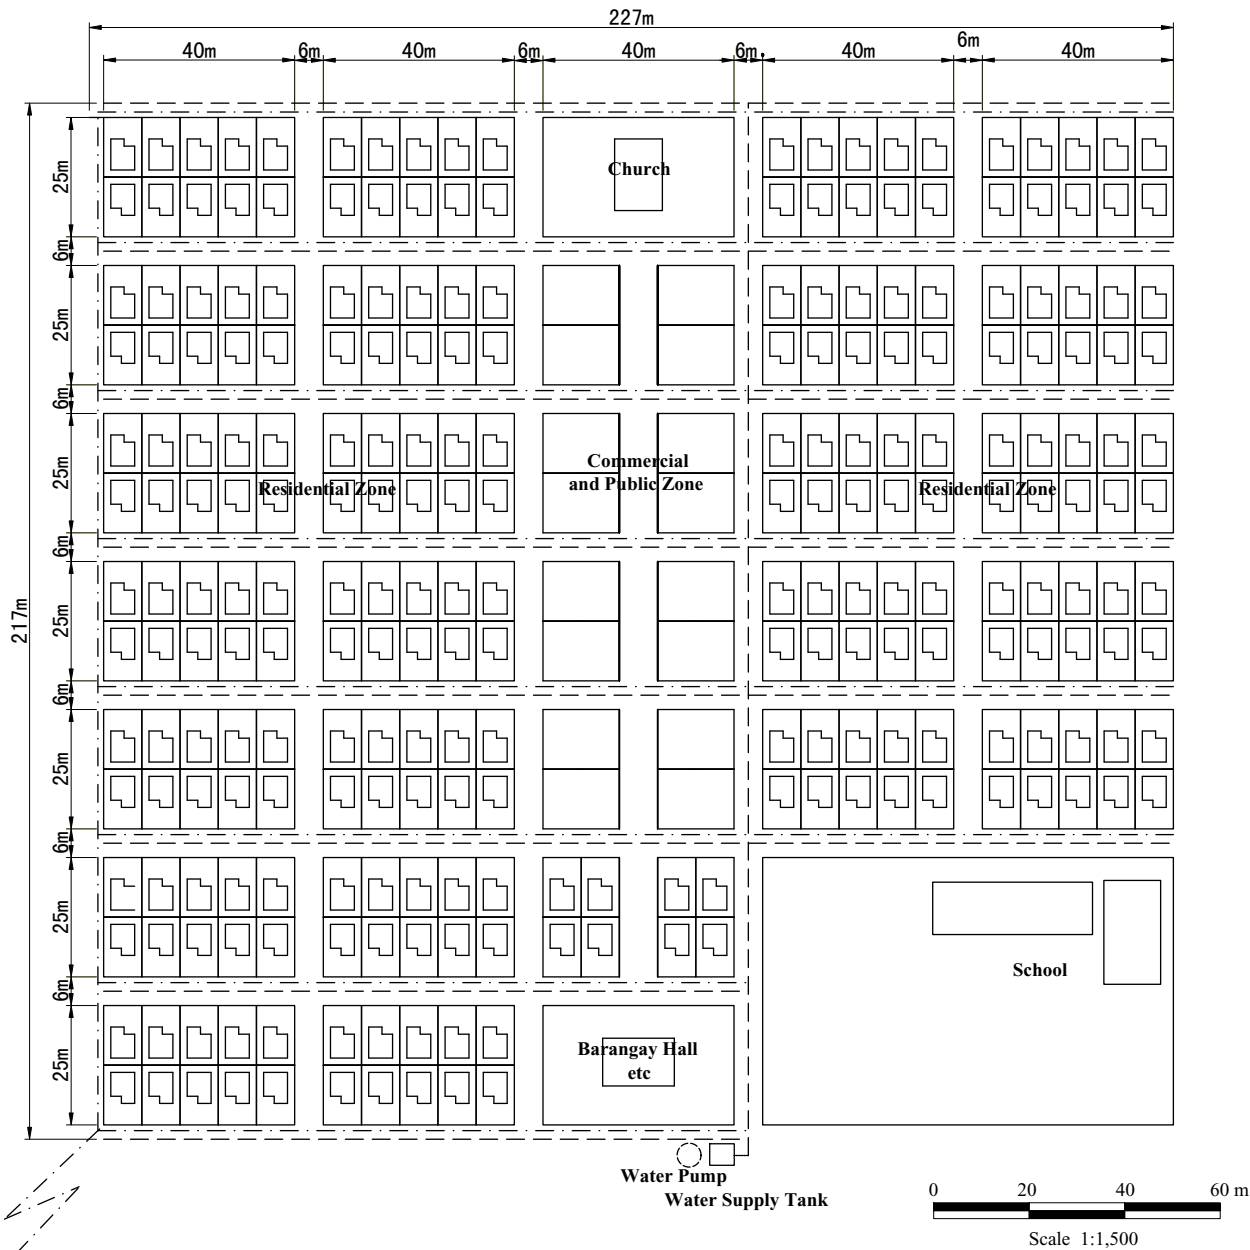 227m
40m 6m 40m 6m 40m 6m. 40m 6m 40m
25m
Church
6m
25m
6m
25m
Commercial
and Public Zone
Residential Zone
Residential Zone
6m
217m
25m
6m
25m
6m
25m
School
6m
25m
Barangay Hall
etc
Water Pump
Water Supply Tank
0 20 40 60 m
Scale 1:1,500